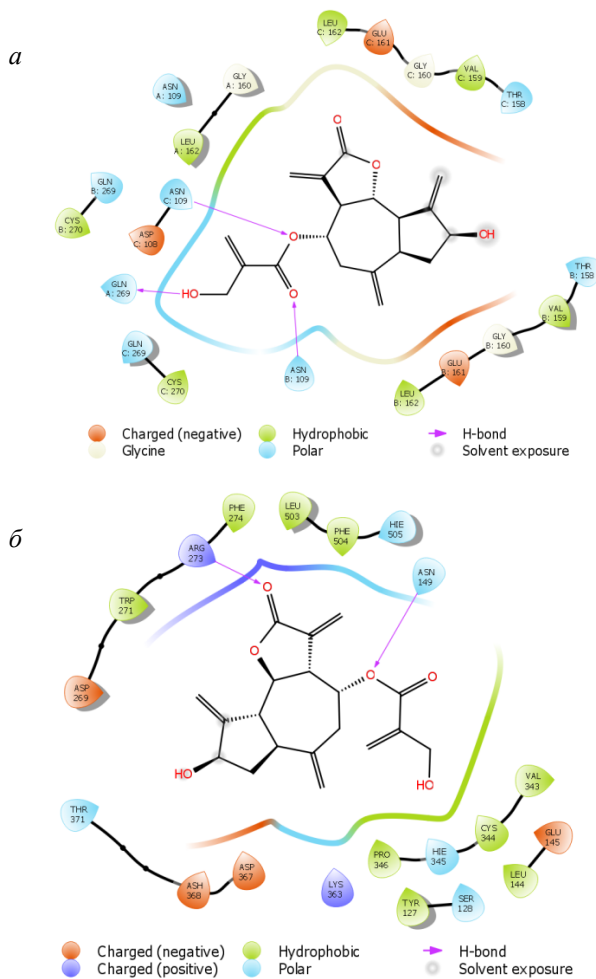 а
LEU
C: 162
GLU
C: 161
GLY
C: 160
VAL
C: 159
THR
C: 158
ASN
A: 109
GLY
A: 160
LEU
A: 162
GLN
B: 269
CYS
B: 270
ASN
C: 109
ASP
C: 108
GLN
A: 269
GLN
C: 269
CYS
C: 270
ASN
B: 109
THR
B: 158
VAL
B: 159
GLY
B: 160
GLU
B: 161
LEU
B: 162
O
O
O
O
HO
OH
Charged (negative)
Glycine
Hydrophobic
Polar
H-bond
Solvent exposure
б
PHE
274
ARG
273
TRP
271
ASP
269
LEU
503
PHE
504
HIE
505
ASN
149
O
O
O
O
HO
OH
THR
371
ASH
368
ASP
367
LYS
363
PRO
346
HIE
345
CYS
344
VAL
343
GLU
145
LEU
144
TYR
127
SER
128
Charged (negative)
Charged (positive)
Hydrophobic
Polar
H-bond
Solvent exposure